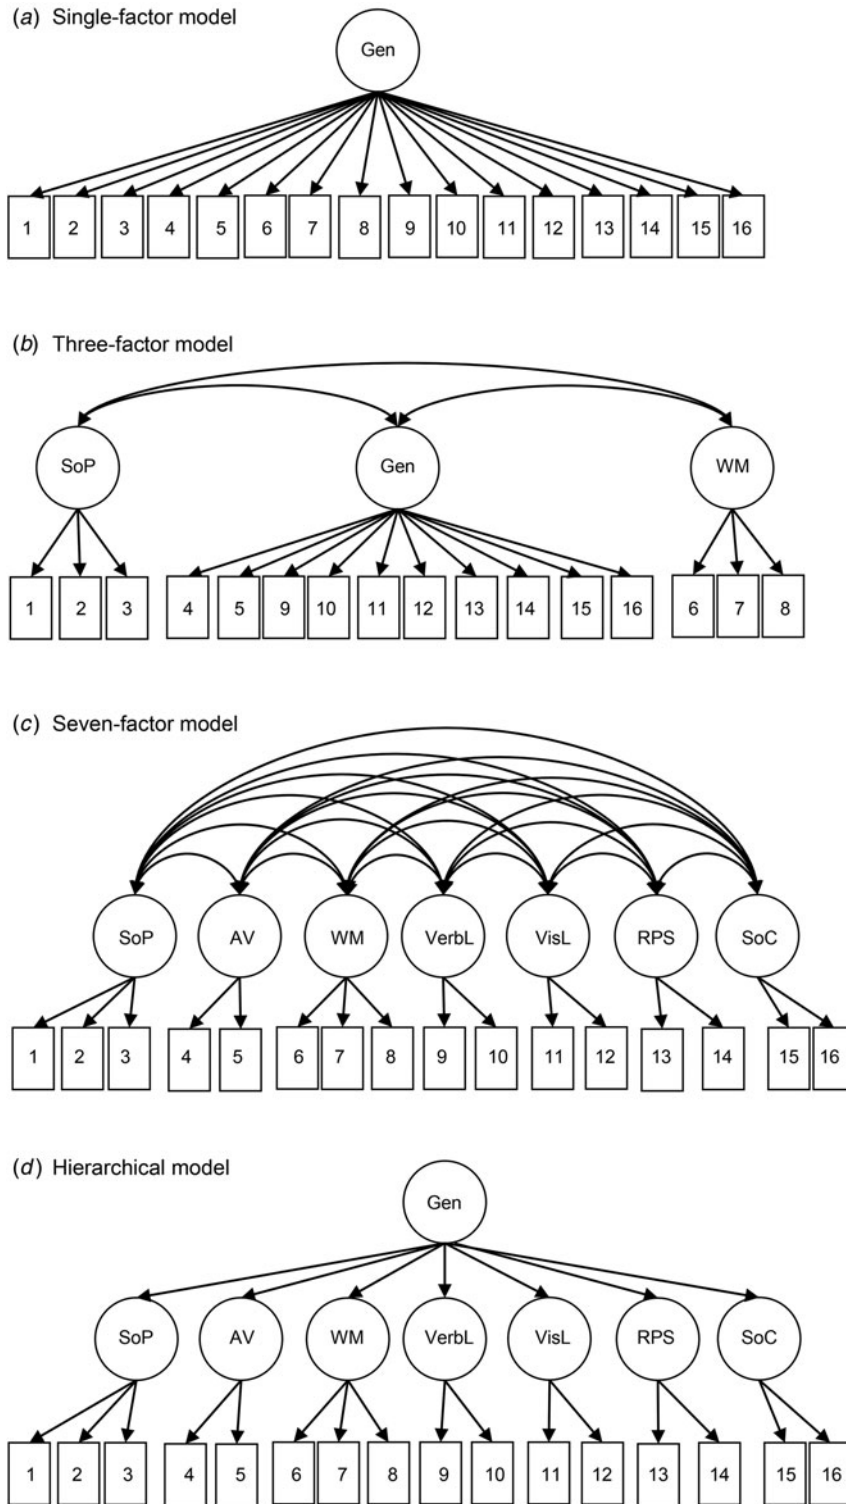 (a) Single-factor model
Gen
1 2 3 4 5 6 7 8 9 10 11 12 13 14 15 16
(b) Three-factor model
SoP Gen WM
1 2 3 4 5 9 10 11 12 13 14 15 16 6 7 8
(c) Seven-factor model
SoP AV WM VerbL VisL RPS SoC
1 2 3 4 5 6 7 8 9 10 11 12 13 14 15 16
(d) Hierarchical model
Gen
SoP AV WM VerbL VisL RPS SoC
1 2 3 4 5 6 7 8 9 10 11 12 13 14 15 16